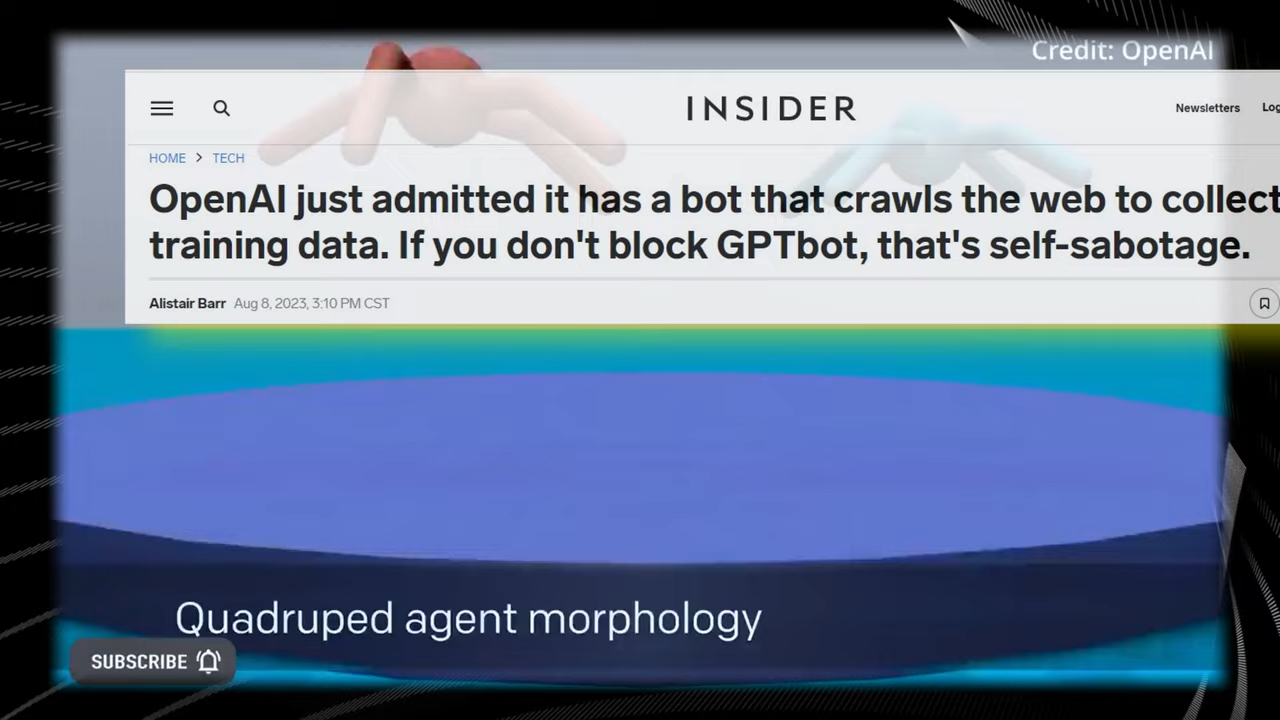 Credit: OpenAI
INSIDER
Newsletters
HOME > TECH
OpenAI just admitted it has a bot that crawls the web to collect
training data. If you don't block GPTbot, that's self-sabotage.
Alistair Barr Aug 8, 2023, 3:10 PM CST
Quadruped agent morphology
SUBSCRIBE